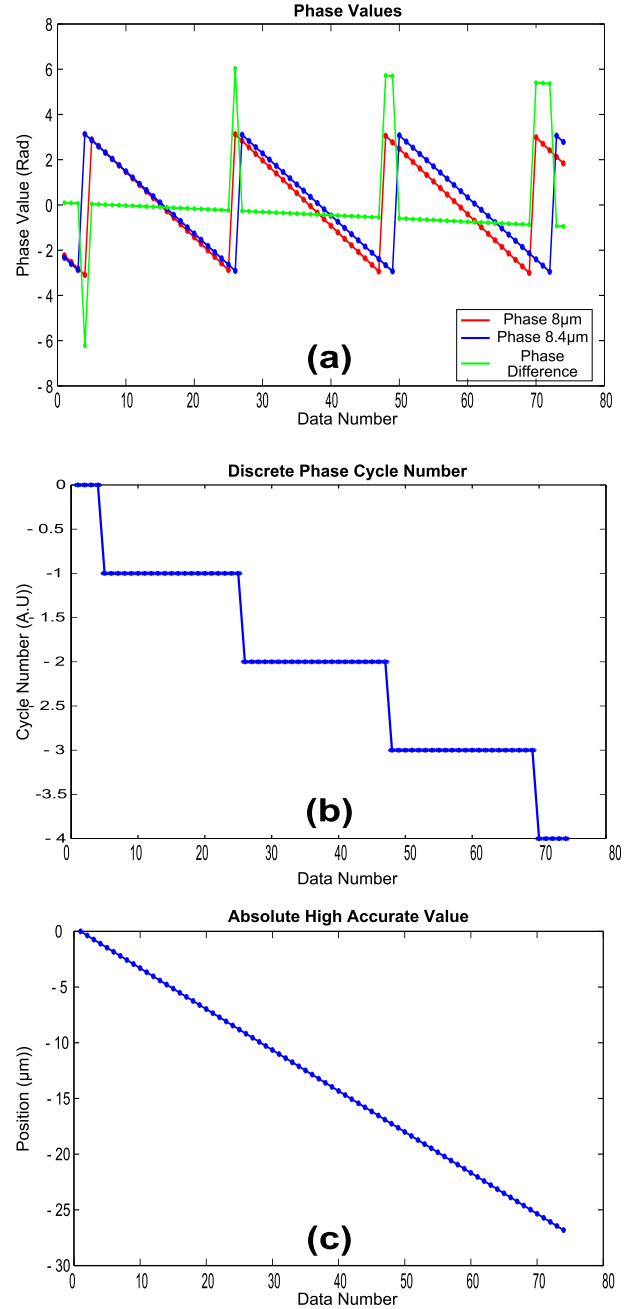 Phase Values
8
6
4
2
0
- 2
- 4
- 6
- 8
Phase Value (Rad)
Phase 8µm
Phase 8.4µm
Phase
Difference
(a)
0 10 20 30 40 50 60 70 80
Data Number
Discrete Phase Cycle Number
0
- 0.5
-1
-1.5
- 2
- 2.5
- 3
-3.5
- 4
Cycle Number (A.U))
(b)
0 10 20 30 40 50 60 70 80
Data Number
Absolute High Accurate Value
0
- 5
- 10
-15
- 20
-25
- 30
Position (µm))
(c)
0 10 20 30 40 50 60 70 80
Data Number